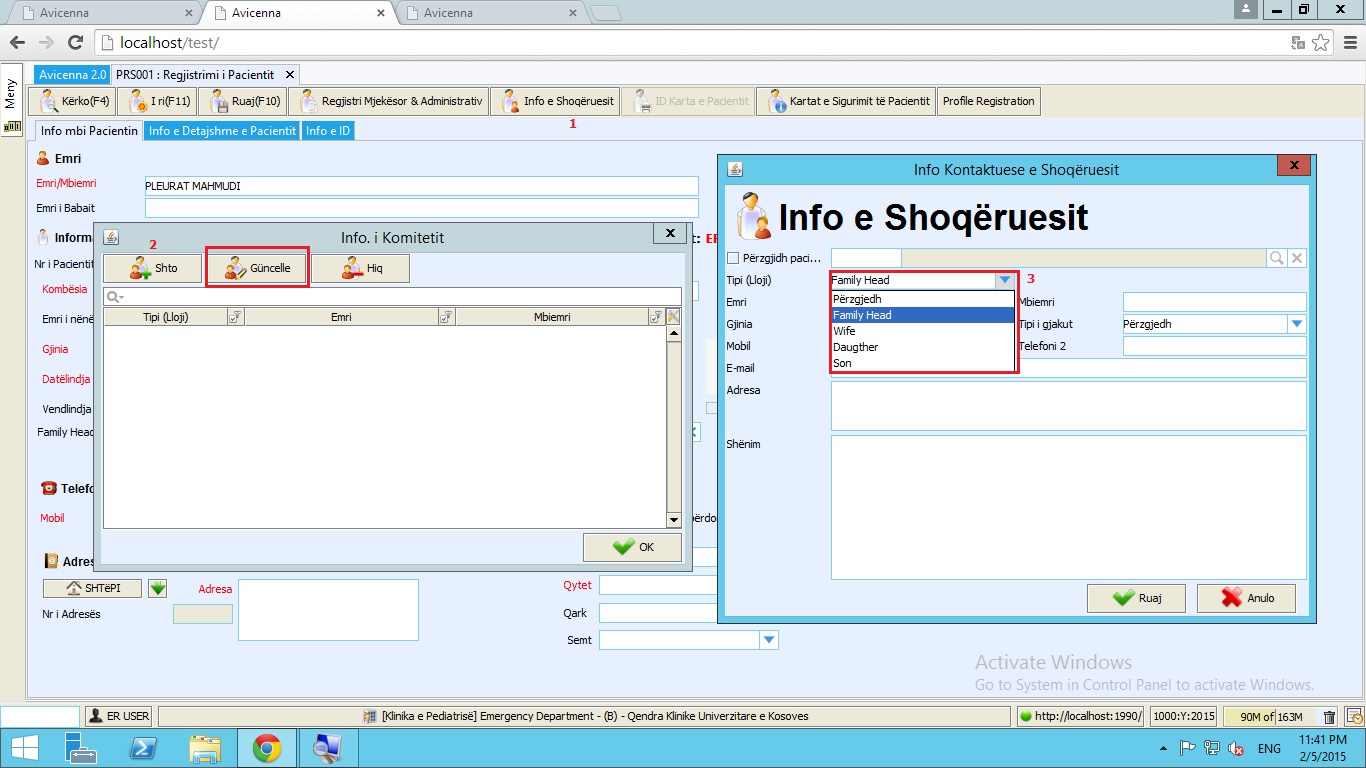 Avicenna
Avicenna
Avicenna
localhost/test/
Meny
Avicenna 2.0
PRS001 : Regjistrimi i Pacientit
Kërko(F4)
I ri(F11)
Ruaj(F10)
Regjistri Mjekësor & Administrativ
Info e Shoqëruesit
ID Karta e Pacientit
Kartat e Sigurimit të Pacientit
Profile Registration
1
Info mbi Pacientin
Info e Detajshme e Pacientit
Info e ID
Emri
Emri/Mbiemri
PLEURAT MAHMUDI
Emri i Babait
Nr i Pacientit
Kombësia
Emri i nënë
Gjinia
Datëlindja
Vendlindja
Family Head
Mobil
SHTëPI
Adresa
Nr i Adresës
Qytet
Qark
Semt
Info. i Komitetit
2
Shto
Güncelle
Hiq
Tipi (Lloji)
Emri
Mbiemri
OK
Info Kontaktuese e Shoqëruesit
Info e Shoqëruesit
Përzgjidh paci...
Tipi (Lloji)
Family Head
3
Përzgjedh
Family Head
Wife
Daugther
Son
Emri
Mbiemri
Gjinia
Tipi i gjakut
Përzgjedh
Mobil
Telefoni 2
E-mail
Adresa
Shënim
Ruaj
Anulo
Activate Windows
Go to System in Control Panel to activate Windows.
ER USER
[Klinika e Pediatrisë] Emergency Department - (B) - Qendra Klinike Univerzitare e Kosoves
http://localhost:1990/
1000:Y:2015
90M of 163M
ENG
11:41 PM
2/5/2015